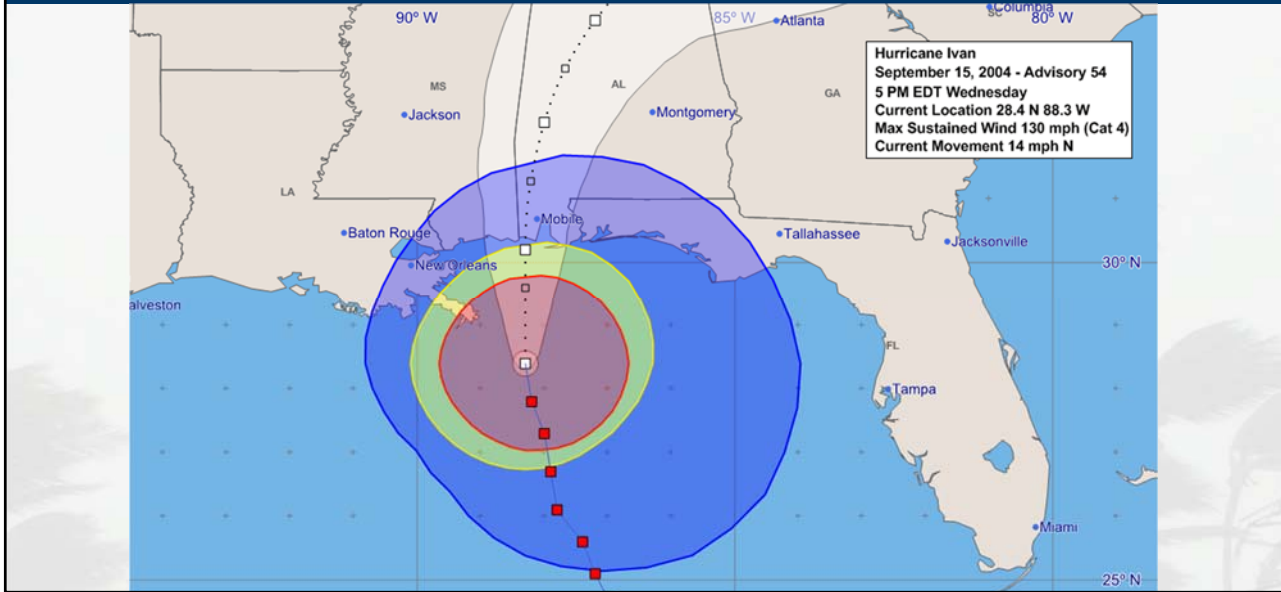 90° W
85° W
80° W
Columbia
SC
Atlanta
Hurricane Ivan
September 15, 2004 - Advisory 54
5 PM EDT Wednesday
Current Location 28.4 N 88.3 W
Max Sustained Wind 130 mph (Cat 4)
Current Movement 14 mph N
MS
AL
GA
Jackson
Montgomery
LA
Mobile
Baton Rouge
Tallahassee
Jacksonville
New Orleans
30° N
alveston
FL
Tampa
Miami
25° N